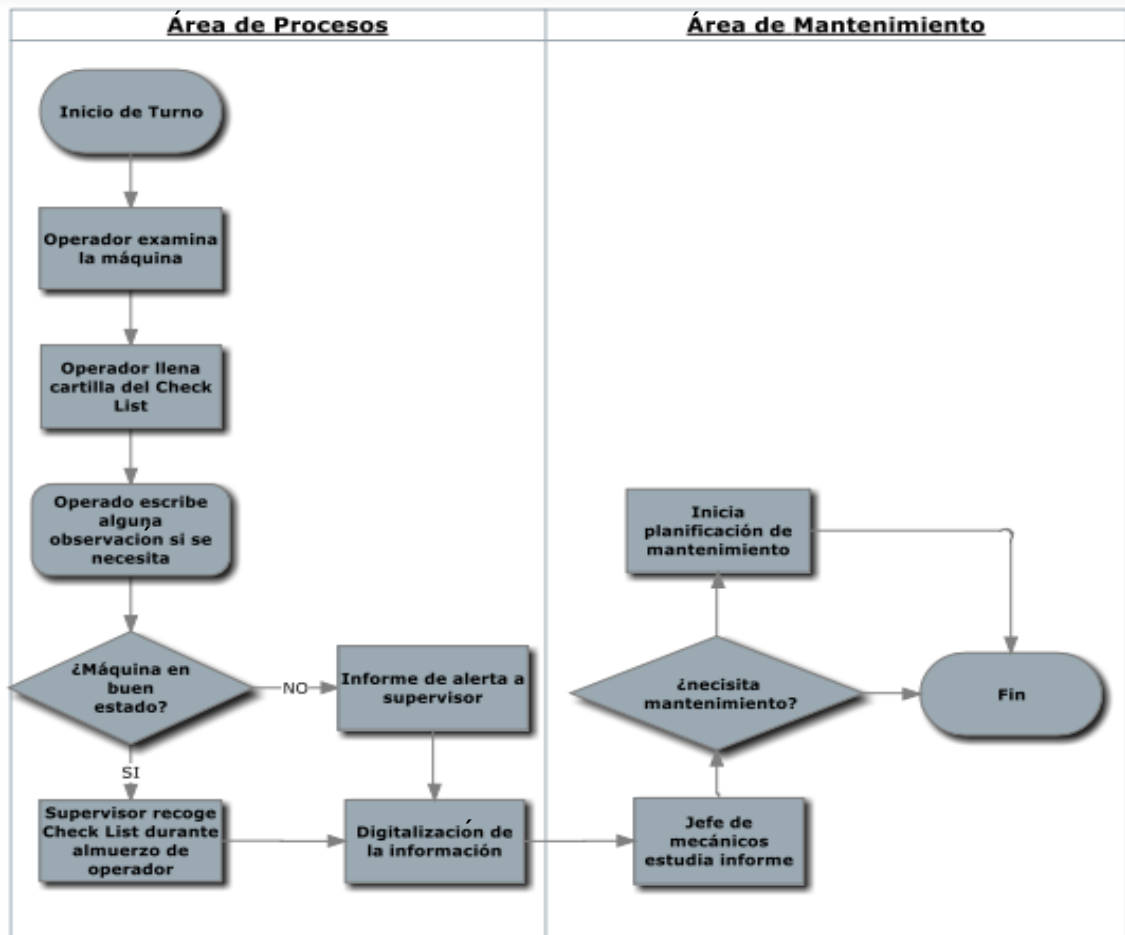 Área de Procesos
Área de Mantenimiento
Inicio de Turno
Operador examina
la máquina
Operador llena
cartilla del Check
List
Operado escribe
alguna
observación si se
necesita
¿Máquina en
buen
estado?
NO
Informe de alerta a
supervisor
SI
Supervisor recoge
Check List durante
almuerzo de
operador
Digitalización de
la información
Jefe de
mecánicos
estudia informe
¿necisita
mantenimiento?
Inicia
planificación de
mantenimiento
Fin